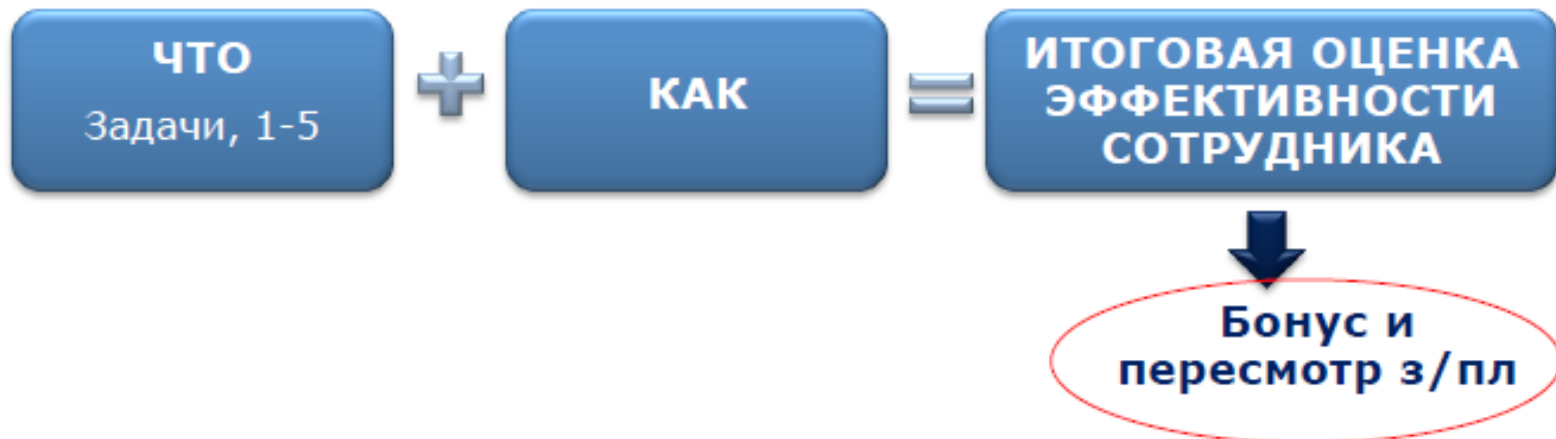 ЧТО
Задачи, 1-5
КАК
ИТОГОВАЯ ОЦЕНКА
ЭФФЕКТИВНОСТИ
СОТРУДНИКА
Бонус и
пересмотр з/пл